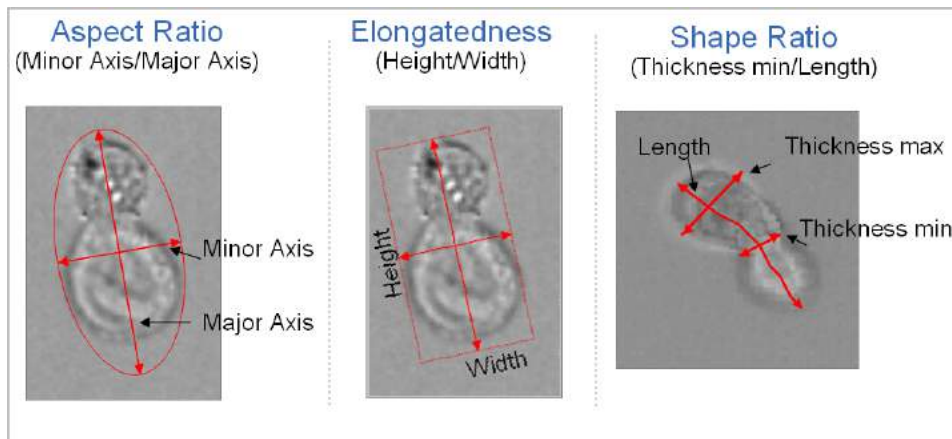 Aspect Ratio
(Minor Axis/Major Axis)
Minor Axis
Major Axis
Elongatedness
(Height/Width)
Height
Width
Shape Ratio
(Thickness min/Length)
Length
Thickness max
Thickness min